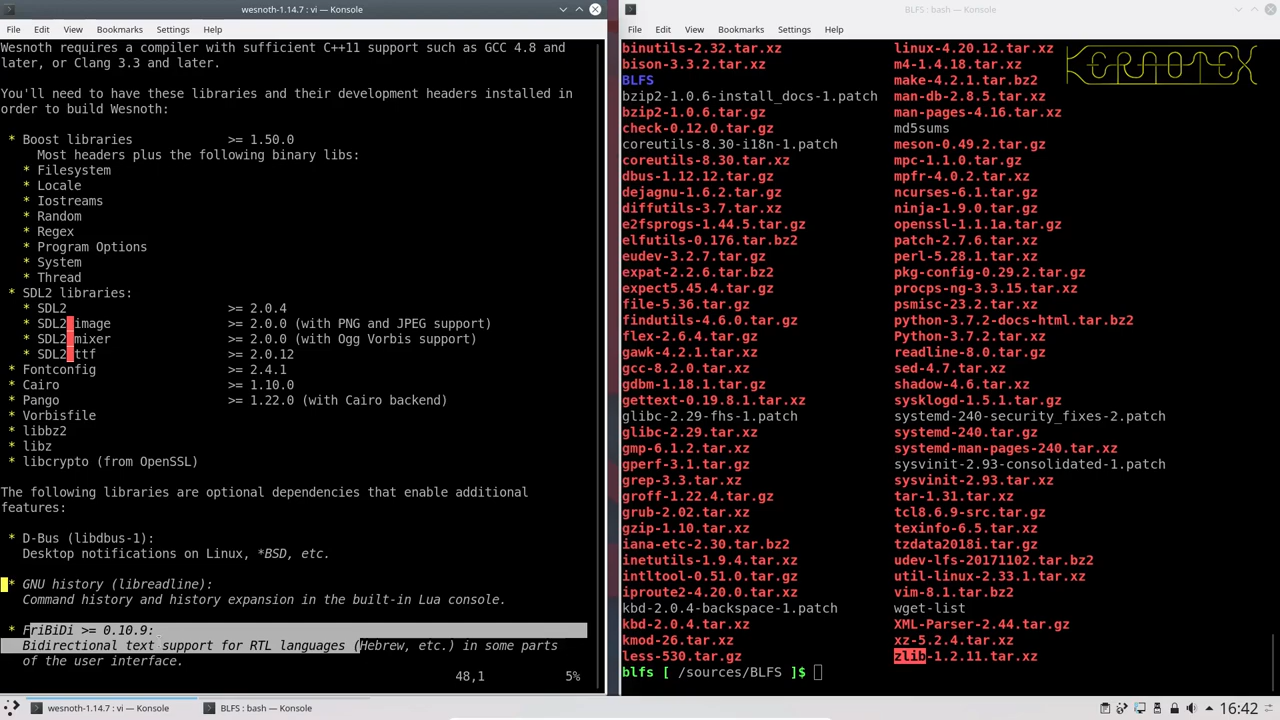 wesnoth-1.14.7 : vi — Konsole
File Edit View Bookmarks Settings Help
Wesnoth requires a compiler with sufficient C++11 support such as GCC 4.8 and
later, or Clang 3.3 and later.
You'll need to have these libraries and their development headers installed in
order to build Wesnoth:
* Boost libraries >= 1.50.0
Most headers plus the following binary libs:
* Filesystem
* Locale
* Iostreams
* Random
* Regex
* Program Options
* System
* Thread
* SDL2 libraries:
* SDL2 >= 2.0.4
* SDL2_image >= 2.0.0 (with PNG and JPEG support)
* SDL2_mixer >= 2.0.0 (with Ogg Vorbis support)
* SDL2_ttf >= 2.0.12
* Fontconfig >= 2.4.1
* Cairo >= 1.10.0
* Pango >= 1.22.0 (with Cairo backend)
* Vorbisfile
* libbz2
* libz
* libcrypto (from OpenSSL)
The following libraries are optional dependencies that enable additional
features:
* D-Bus (libdbus-1):
Desktop notifications on Linux, *BSD, etc.
* GNU history (libreadline):
Command history and history expansion in the built-in Lua console.
* FriBiDi >= 0.10.9:
Bidirectional text support for RTL languages (Hebrew, etc.) in some parts
of the user interface.
48,1 5%
BLFS : bash — Konsole
File Edit View Bookmarks Settings Help
KERNOTEX
binutils-2.32.tar.xz linux-4.20.12.tar.xz
bison-3.3.2.tar.xz m4-1.4.18.tar.xz
BLFS make-4.2.1.tar.bz2
bzip2-1.0.6-install_docs-1.patch man-db-2.8.5.tar.xz
bzip2-1.0.6.tar.gz man-pages-4.16.tar.xz
check-0.12.0.tar.gz md5sums
coreutils-8.30-i18n-1.patch meson-0.49.2.tar.gz
coreutils-8.30.tar.xz mpc-1.1.0.tar.gz
dbus-1.12.12.tar.gz mpfr-4.0.2.tar.xz
dejagnu-1.6.2.tar.gz ncurses-6.1.tar.gz
diffutils-3.7.tar.xz ninja-1.9.0.tar.gz
e2fsprogs-1.44.5.tar.gz openssl-1.1.1a.tar.gz
elfutils-0.176.tar.bz2 patch-2.7.6.tar.xz
eudev-3.2.7.tar.gz perl-5.28.1.tar.xz
expat-2.2.6.tar.bz2 pkg-config-0.29.2.tar.gz
expect5.45.4.tar.gz procps-ng-3.3.15.tar.xz
file-5.36.tar.gz psmisc-23.2.tar.xz
findutils-4.6.0.tar.gz python-3.7.2-docs-html.tar.bz2
flex-2.6.4.tar.gz Python-3.7.2.tar.xz
gawk-4.2.1.tar.xz readline-8.0.tar.gz
gcc-8.2.0.tar.xz sed-4.7.tar.xz
gdbm-1.18.1.tar.gz shadow-4.6.tar.xz
gettext-0.19.8.1.tar.xz sysklogd-1.5.1.tar.gz
glibc-2.29-fhs-1.patch systemd-240-security_fixes-2.patch
glibc-2.29.tar.xz systemd-240.tar.gz
gmp-6.1.2.tar.xz systemd-man-pages-240.tar.xz
gperf-3.1.tar.gz sysvinit-2.93-consolidated-1.patch
grep-3.3.tar.xz sysvinit-2.93.tar.xz
groff-1.22.4.tar.gz tar-1.31.tar.xz
grub-2.02.tar.xz tcl8.6.9-src.tar.gz
gzip-1.10.tar.xz texinfo-6.5.tar.xz
iana-etc-2.30.tar.bz2 tzdata2018i.tar.gz
inetutils-1.9.4.tar.xz udev-lfs-20171102.tar.bz2
intltool-0.51.0.tar.gz util-linux-2.33.1.tar.xz
iproute2-4.20.0.tar.xz vim-8.1.tar.bz2
kbd-2.0.4-backspace-1.patch wget-list
kbd-2.0.4.tar.xz XML-Parser-2.44.tar.gz
kmod-26.tar.xz xz-5.2.4.tar.xz
less-530.tar.gz zlib-1.2.11.tar.xz
blfs [ /sources/BLFS ]$
wesnoth-1.14.7 : vi — Konsole BLFS : bash — Konsole 16:42